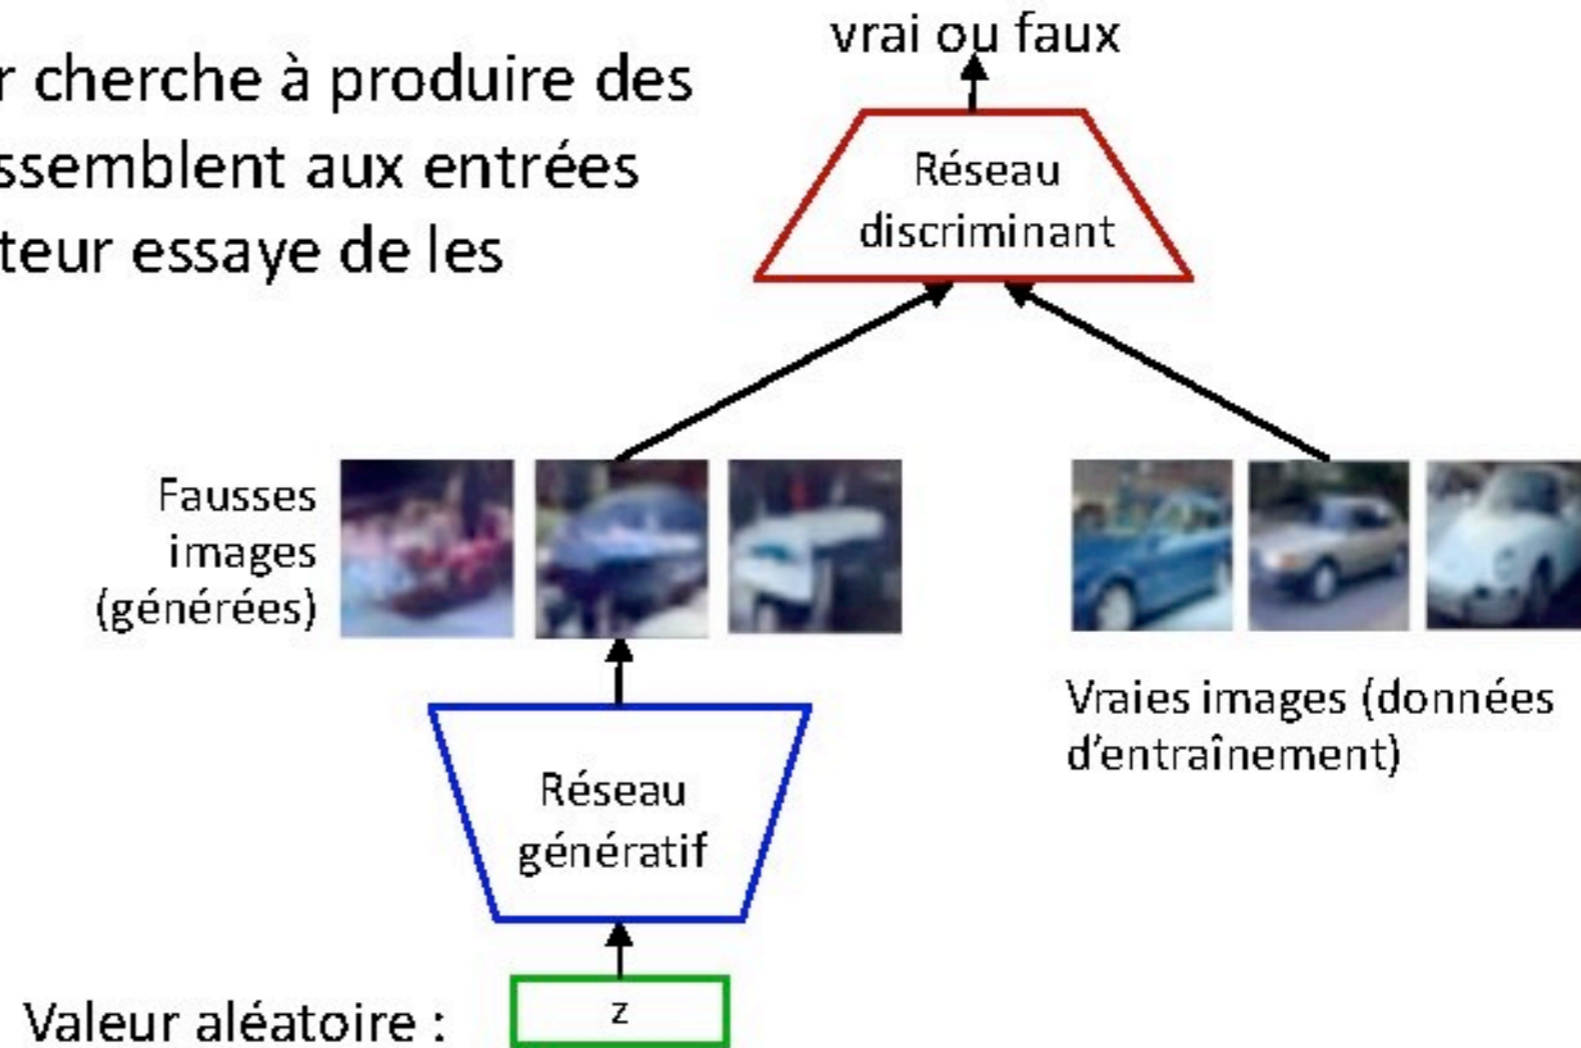 vrai ou faux
r cherche à produire des
ssemblent aux entrées
teur essaye de les
Réseau
discriminant
Fausses
images
(générées)
Vraies images (données
d'entraînement)
Réseau
génératif
Valeur aléatoire :
z